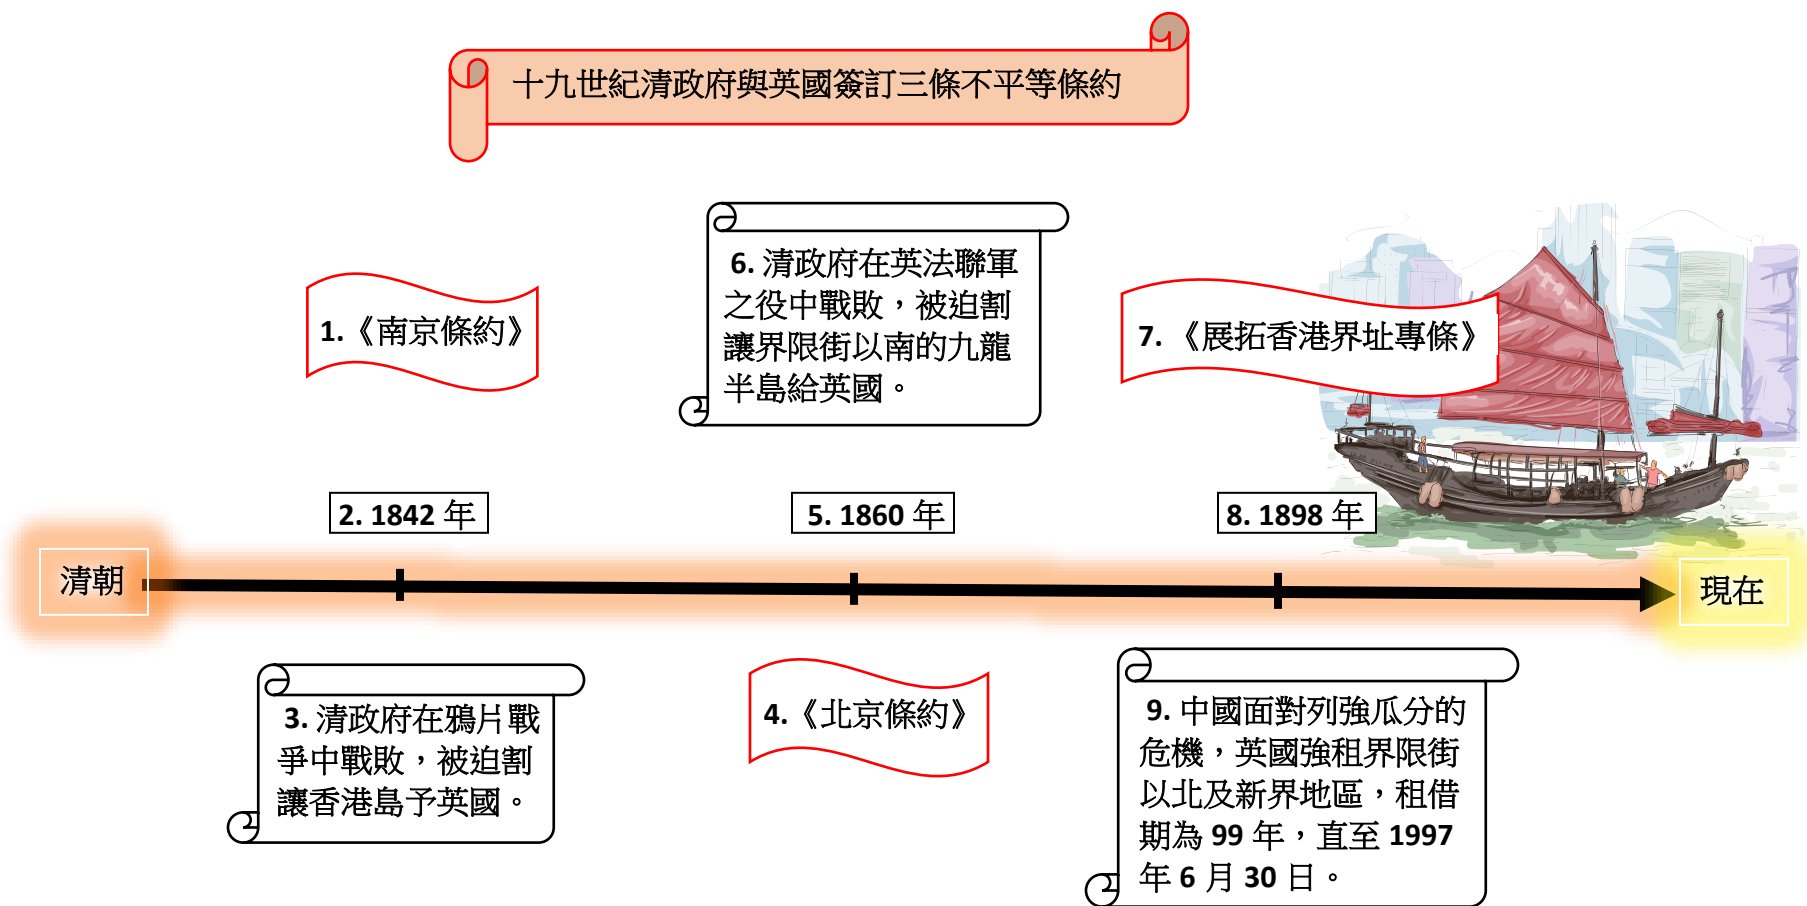 十九世紀清政府與英國簽訂三條不平等條約
1.《南京條約》
6. 清政府在英法聯軍
之役中戰敗，被迫割
讓界限街以南的九龍
半島給英國。
7. 《展拓香港界址專條》
2. 1842 年
5. 1860 年
8. 1898 年
清朝
現在
3. 清政府在鴉片戰
爭中戰敗，被迫割
讓香港島予英國。
4.《北京條約》
9. 中國面對列強瓜分的
危機，英國強租界限街
以北及新界地區，租借
期為 99 年，直至 1997
年 6 月 30 日。